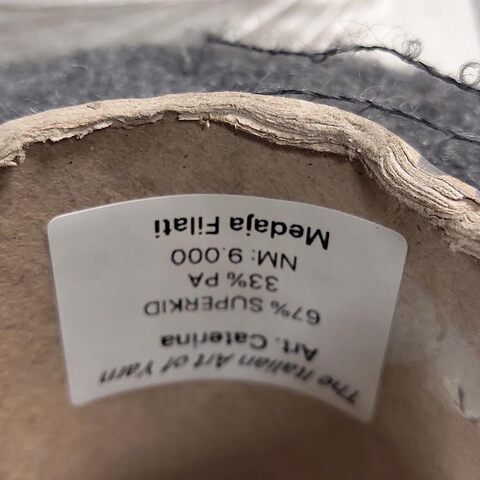 The Italian Art of Yarn
Art. Caterina
67% SUPERKID
33% PA
NM: 9.000
Medaja Filati